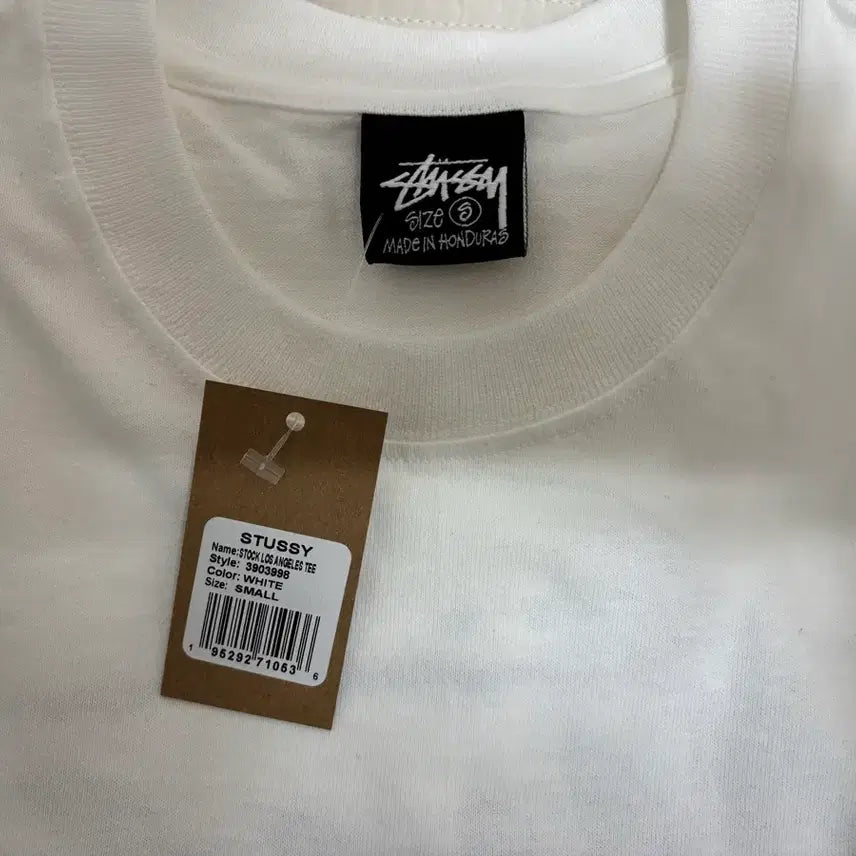 STUSSY
SIZE S
MADE IN HONDURAS
STUSSY
Name:STOCK LOS ANGELES TEE
Style: 3903998
Color: WHITE
Size: SMALL
1 95292 71053 6